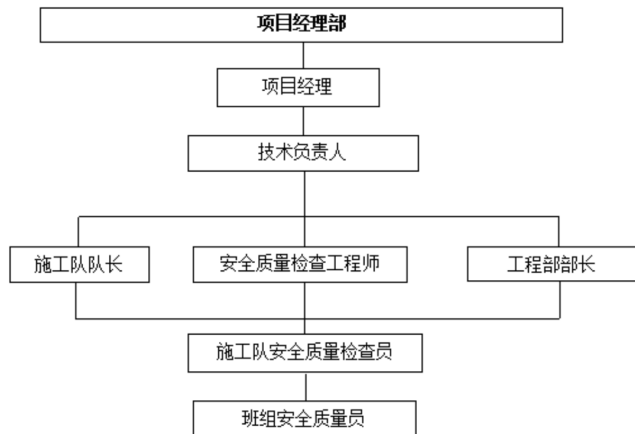 项目经理部
项目经理
技术负责人
施工队队长
安全质量检查工程师
工程部部长
施工队安全质量检查员
班组安全质量员